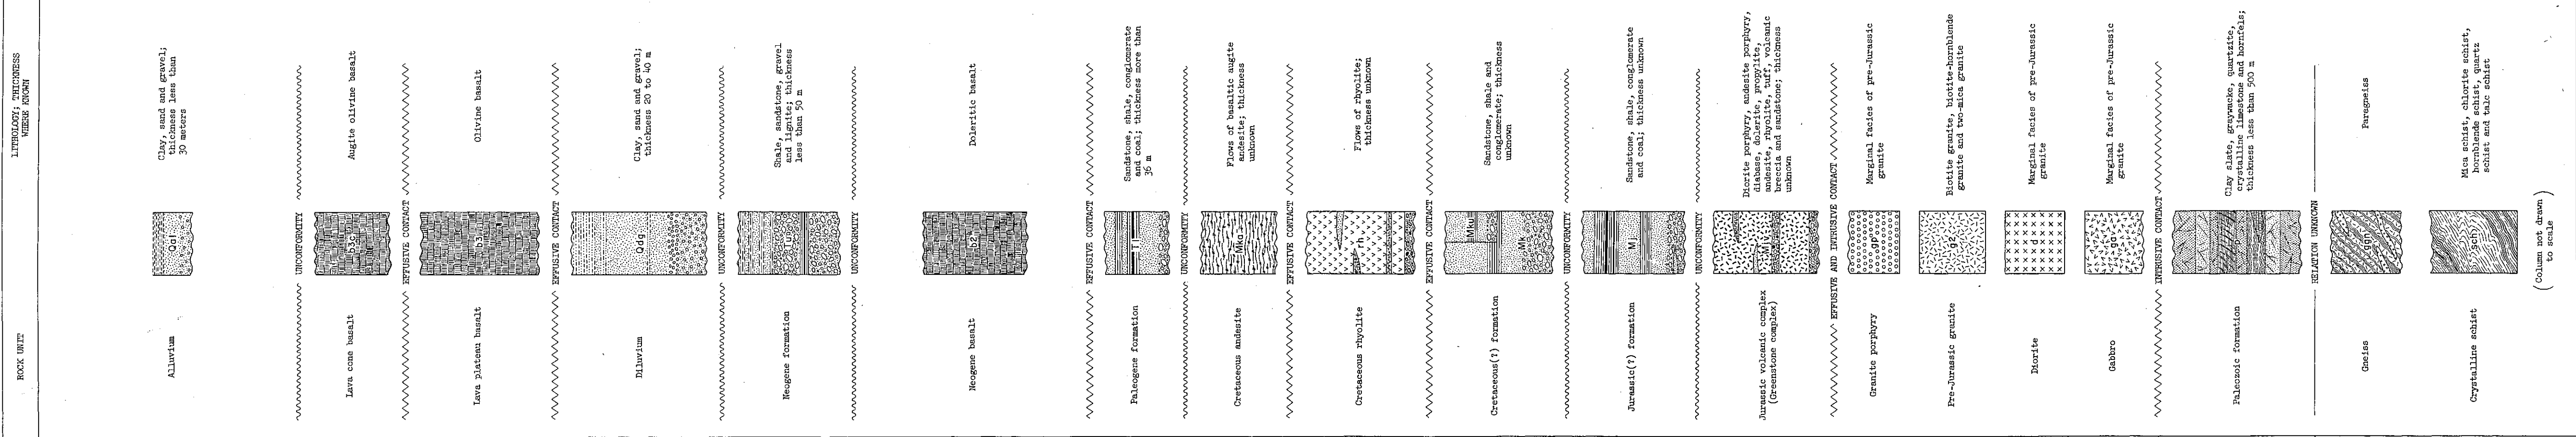 ROCK UNIT
LITHOLOGY; THICKNESS
WHERE KNOWN
Alluvium
Qal
Clay, sand and gravel;
thickness less than
30 meters
UNCONFORMITY
Lava cone basalt
b3c
Augite olivine basalt
EFFUSIVE CONTACT
Lava plateau basalt
b3
Olivine basalt
EFFUSIVE CONTACT
Diluvium
Qdg
Clay, sand and gravel;
thickness 20 to 40 m
UNCONFORMITY
Neogene formation
Tup
Shale, sandstone, gravel
and lignite; thickness
less than 50 m
UNCONFORMITY
Neogene basalt
b2
Doleritic basalt
EFFUSIVE CONTACT
Paleogene formation
Sandstone, shale, conglomerate
and coal; thickness more than
36 m
UNCONFORMITY
Cretaceous andesite
Mka
Flows of basaltic augite
andesite; thickness
unknown
EFFUSIVE CONTACT
Cretaceous rhyolite
rh
Flows of rhyolite;
thickness unknown
EFFUSIVE CONTACT
Cretaceous(?) formation
Mku
Mk
Sandstone, shale and
conglomerate; thickness
unknown
UNCONFORMITY
Jurassic(?) formation
Mj
Sandstone, shale, conglomerate
and coal; thickness unknown
UNCONFORMITY
Jurassic volcanic complex
(Greenstone complex)
Diorite porphyry, andesite porphyry,
diabase, dolerite, propylite,
andesite, rhyolite, tuff, volcanic
breccia and sandstone; thickness
unknown
EFFUSIVE AND INTRUSIVE CONTACT
Granite porphyry
gp
Marginal facies of pre-Jurassic
granite
Pre-Jurassic granite
g2
Biotite granite, biotite-hornblende
granite and two-mica granite
Diorite
d
Marginal facies of pre-Jurassic
granite
Gabbro
ga
Marginal facies of pre-Jurassic
granite
INTRUSIVE CONTACT
Paleozoic formation
Clay slate, graywacke, quartzite,
crystalline limestone and hornfels;
thickness less than 500 m
RELATION UNKNOWN
Gneiss
ggn
Paragneiss
Crystalline schist
sch
Mica schist, chlorite schist,
hornblende schist, quartz
schist and talc schist
(Column not drawn
to scale)